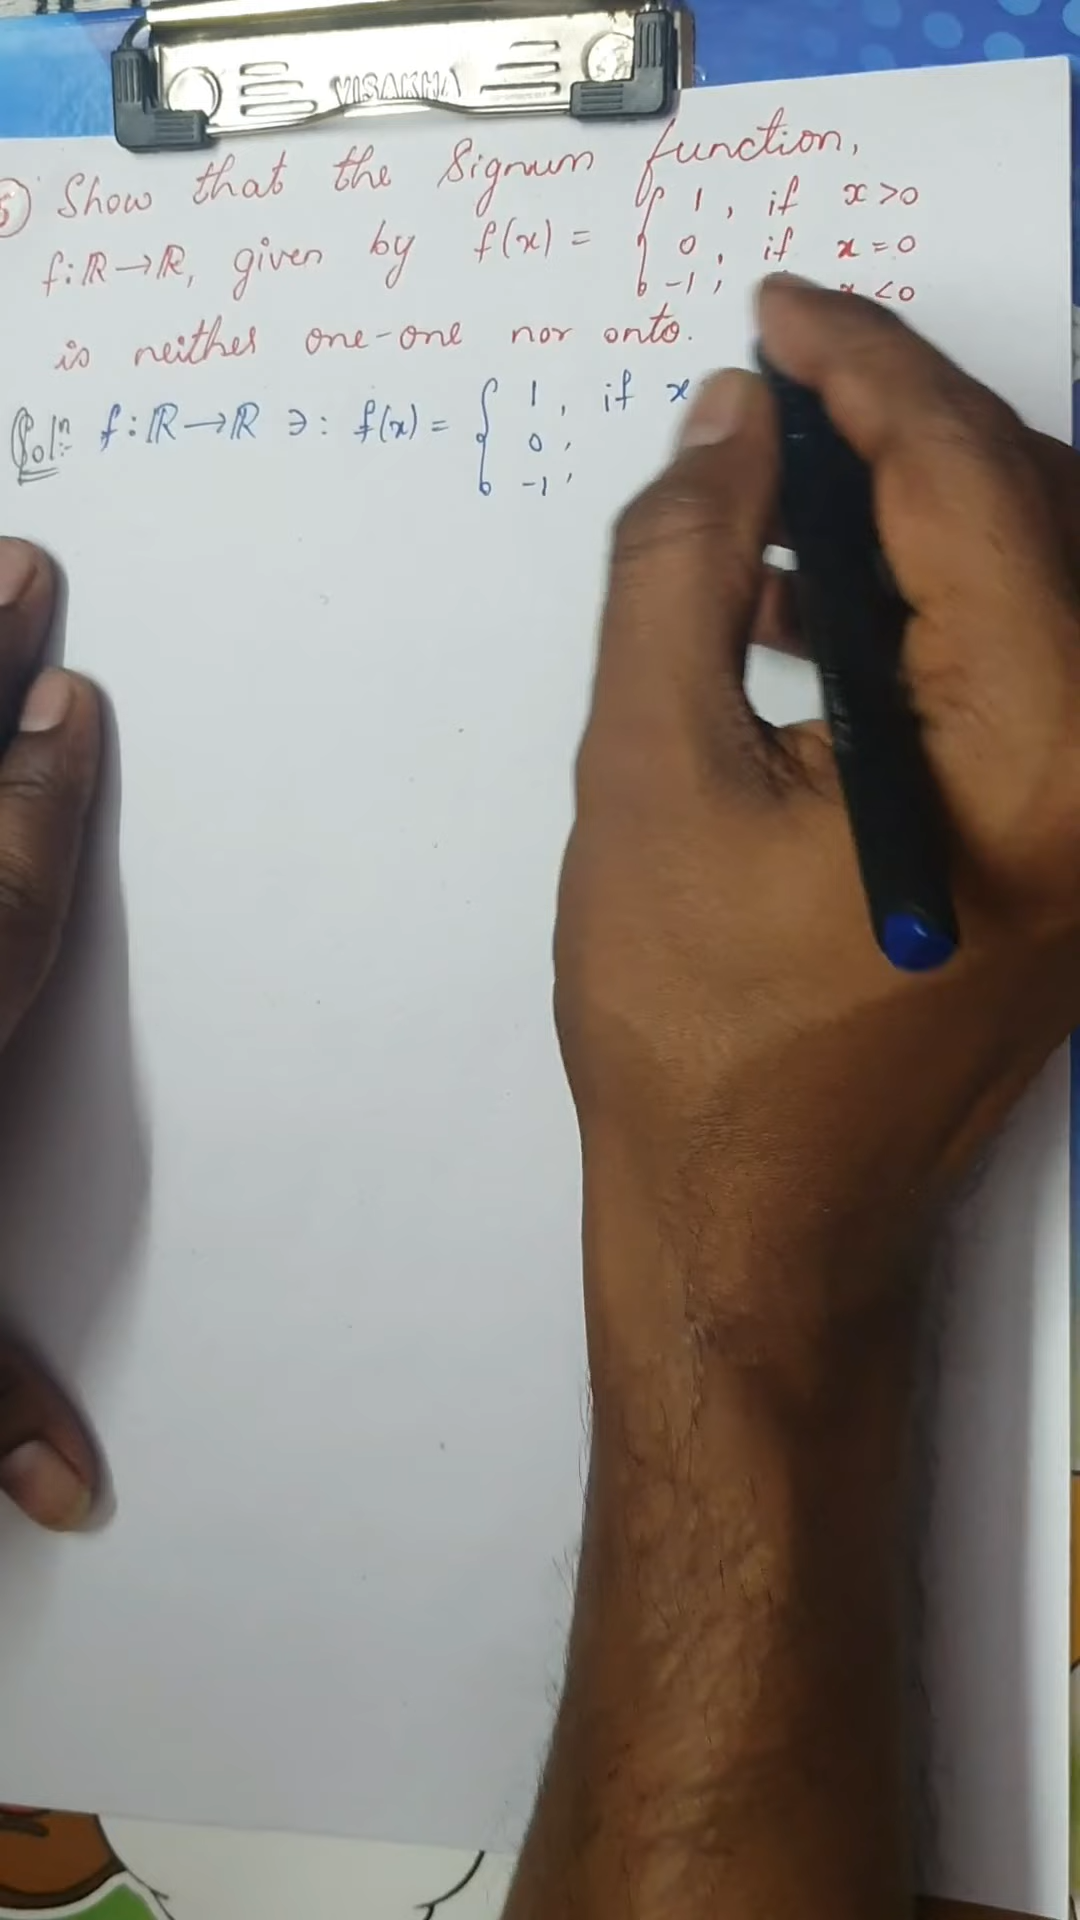 VISAKHA
5) Show that the Signum function,
f:ℝ→ℝ, given by f(x) = { 1, if x>0
0, if x=0
-1, x<0
is neither one-one nor onto.
Solⁿ:- f:ℝ→ℝ ∋: f(x) = { 1, if x
0,
-1,